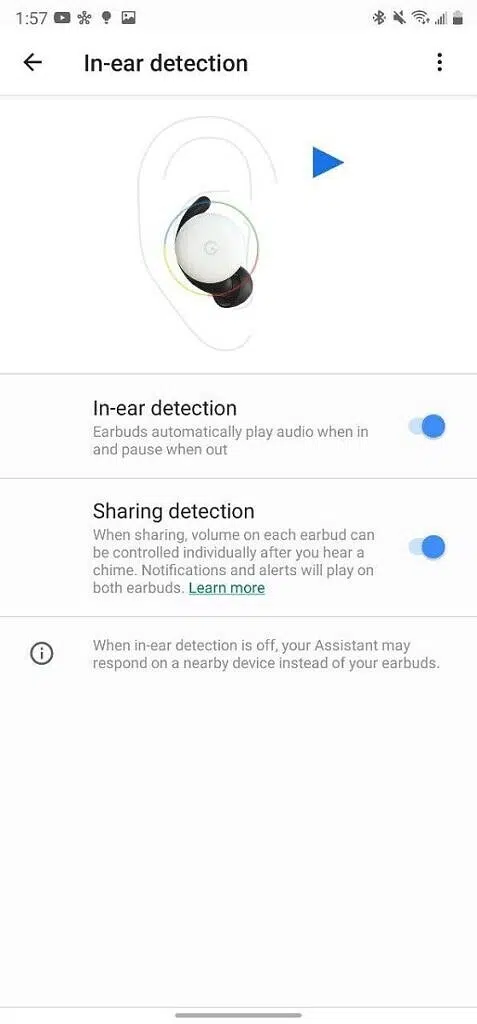 1:57
In-ear detection
G
In-ear detection
Earbuds automatically play audio when in
and pause when out
Sharing detection
When sharing, volume on each earbud can
be controlled individually after you hear a
chime. Notifications and alerts will play on
both earbuds. Learn more
When in-ear detection is off, your Assistant may
respond on a nearby device instead of your earbuds.